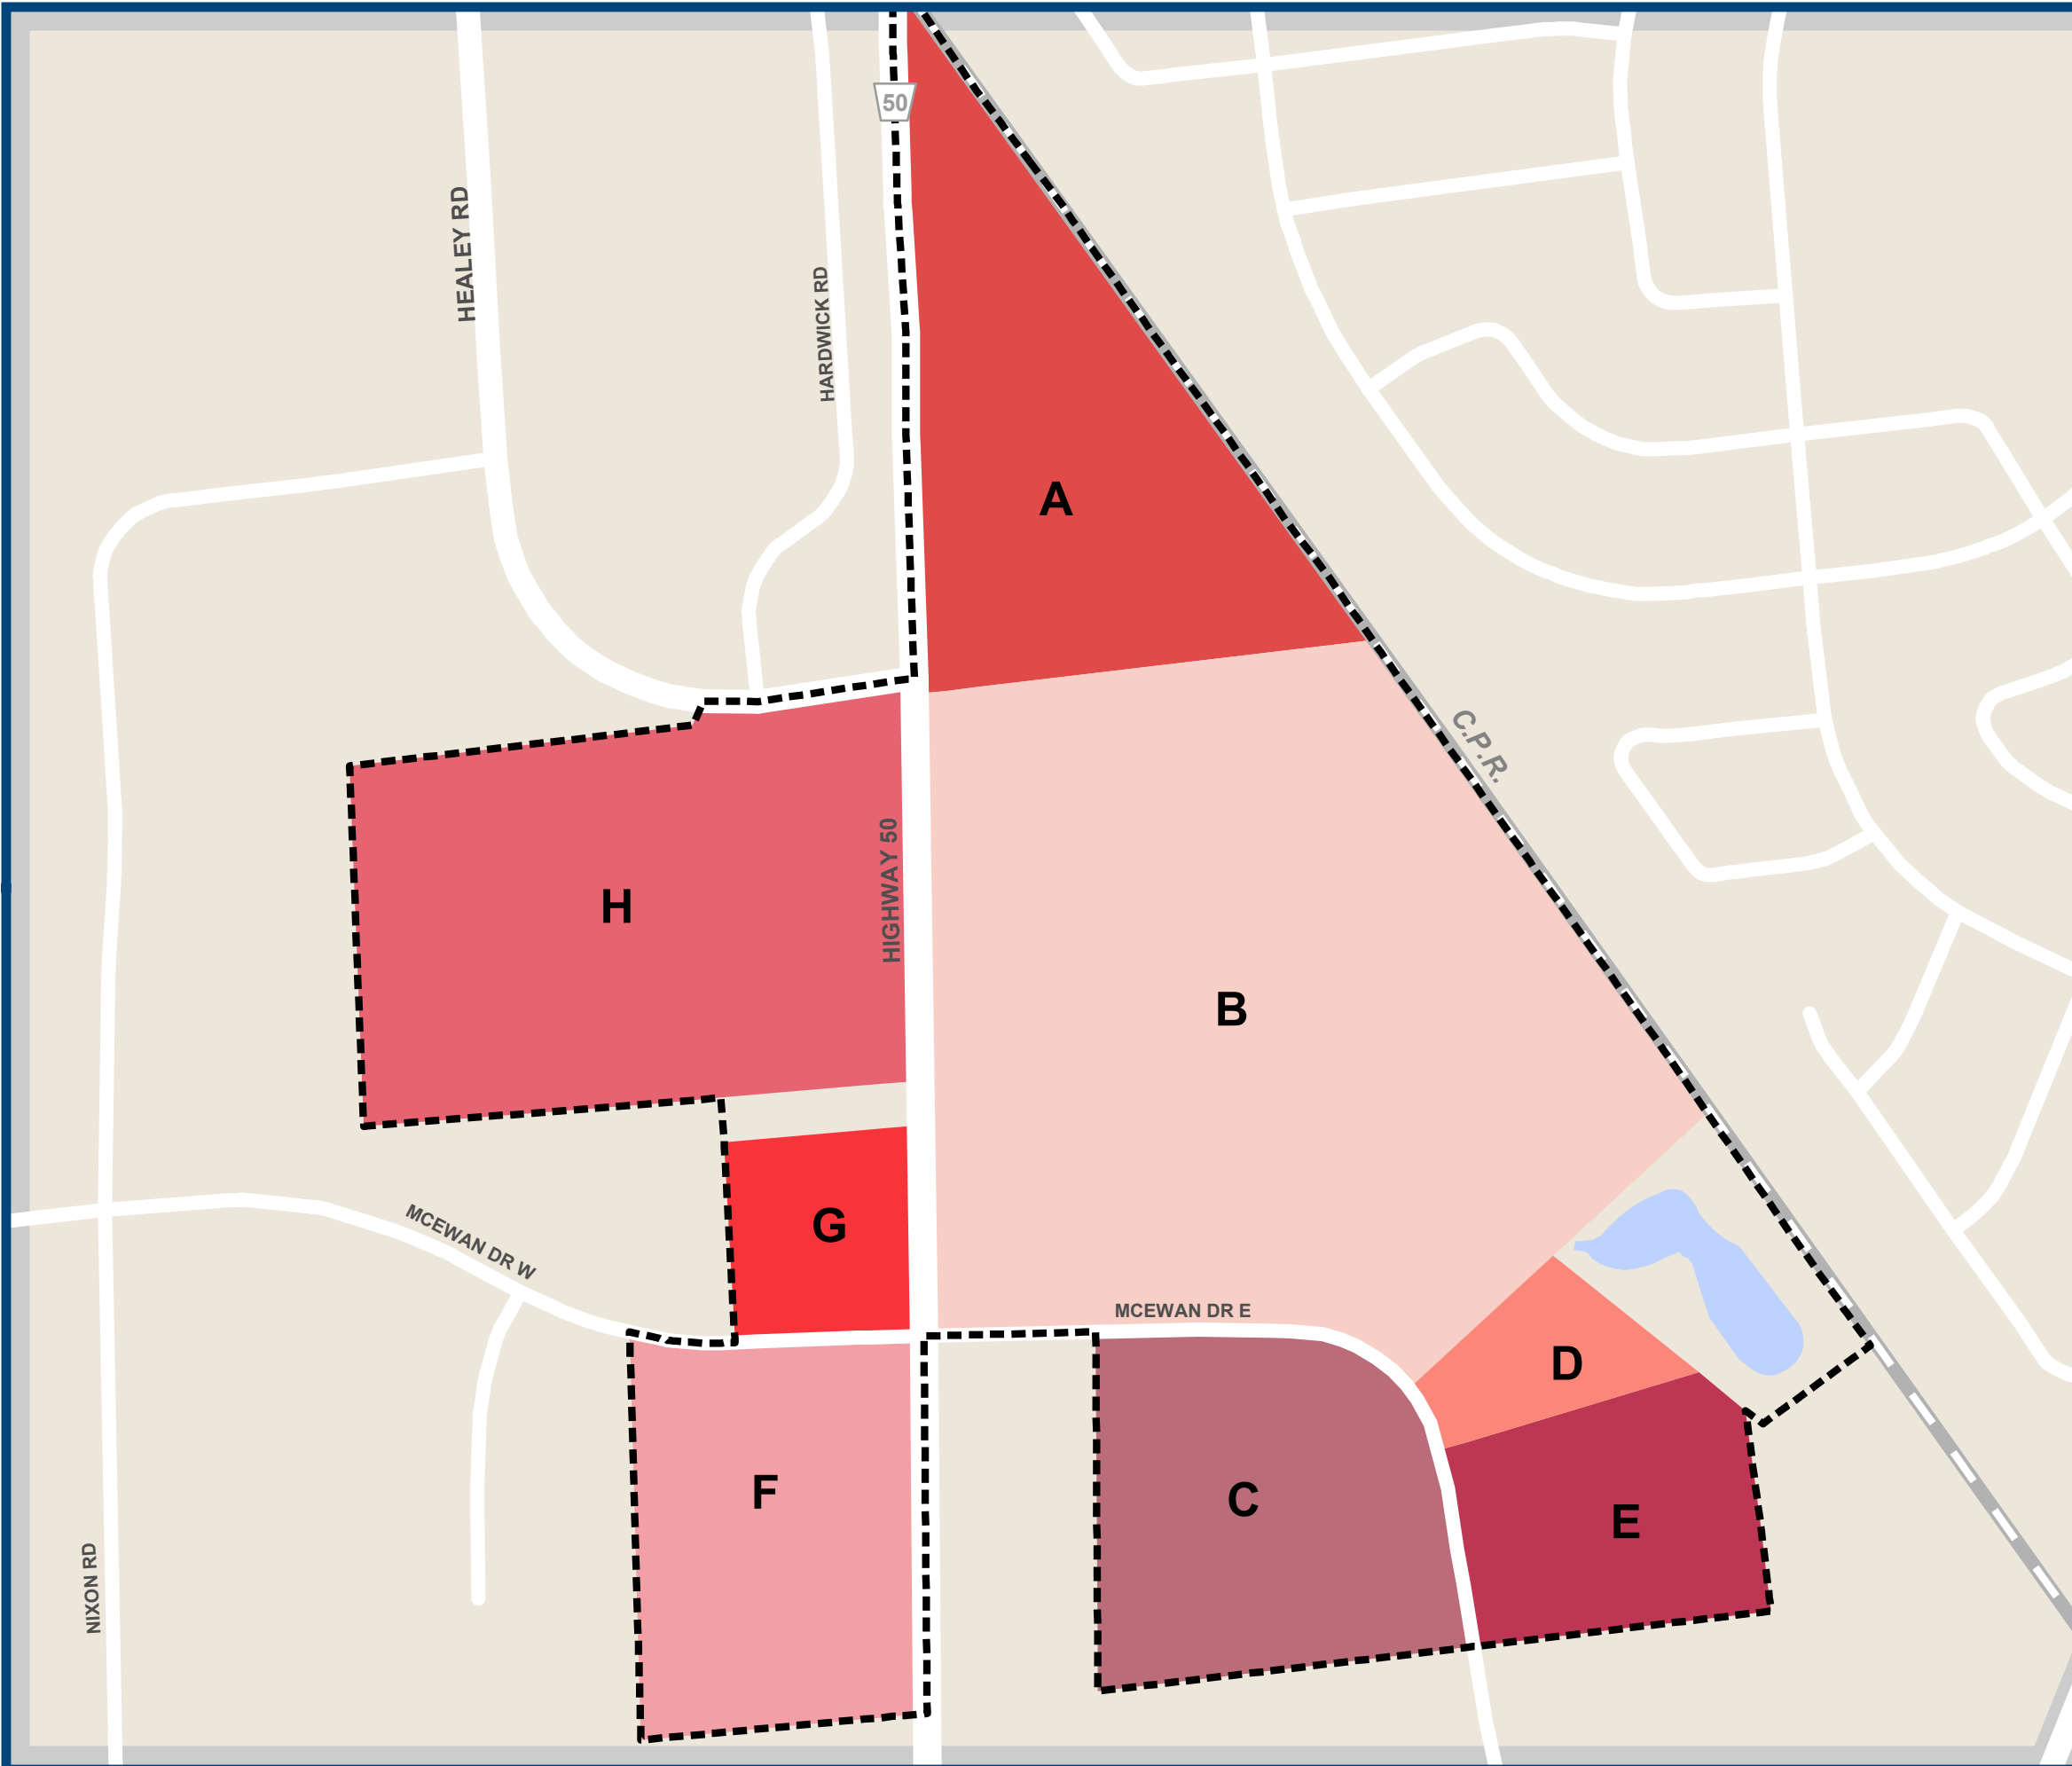 50
HEALEY RD
HARDWICK RD
A
C.P.R.
H
HIGHWAY 50
B
MCEWAN DR W
G
MCEWAN DR E
D
F
C
E
NIXON RD